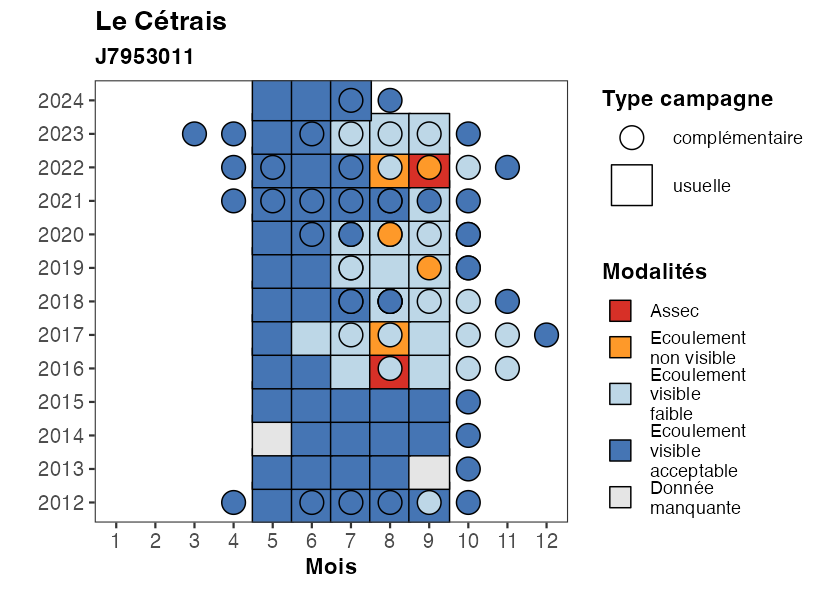 Le Cétrais
J7953011
2024
2023
2022
2021
2020
2019
2018
2017
2016
2015
2014
2013
2012
1 2 3 4 5 6 7 8 9 10 11 12
Mois
Type campagne
complémentaire
usuelle
Modalités
Assec
Ecoulement
non visible
Ecoulement
visible
faible
Ecoulement
visible
acceptable
Donnée
manquante